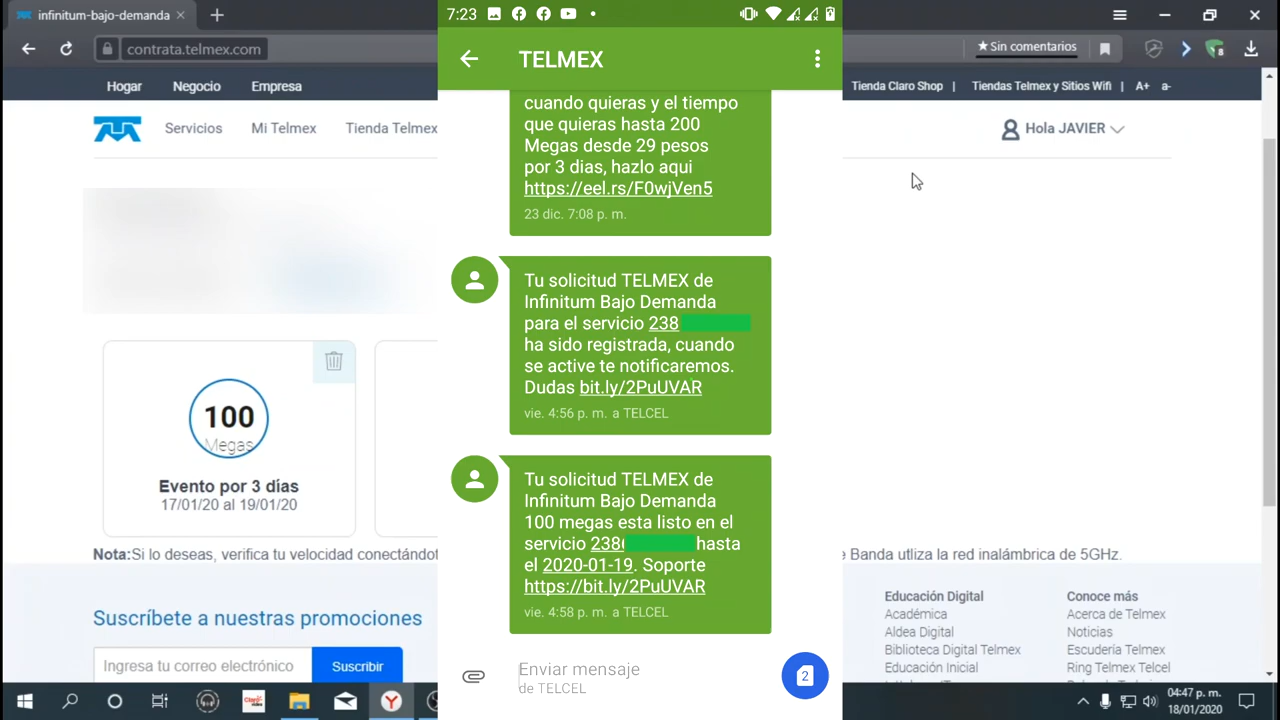 infinitum-bajo-demanda
contrata.telmex.com
Sin comentarios
Hogar
Negocio
Empresa
Tienda Claro Shop |
Tiendas Telmex y Sitios Wifi |
A+ a-
Servicios
Mi Telmex
Tienda Telmex
Hola JAVIER
7:23
TELMEX
cuando quieras y el tiempo
que quieras hasta 200
Megas desde 29 pesos
por 3 dias, hazlo aqui
https://eel.rs/F0wjVen5
23 dic. 7:08 p. m.
Tu solicitud TELMEX de
Infinitum Bajo Demanda
para el servicio 238
ha sido registrada, cuando
se active te notificaremos.
Dudas bit.ly/2PuUVAR
vie. 4:56 p. m. a TELCEL
Tu solicitud TELMEX de
Infinitum Bajo Demanda
100 megas esta listo en el
servicio 238 hasta
el 2020-01-19. Soporte
https://bit.ly/2PuUVAR
vie. 4:58 p. m. a TELCEL
Enviar mensaje
de TELCEL
2
100
Megas
Evento por 3 días
17/01/20 al 19/01/20
Nota:Si lo deseas, verifica tu velocidad conectándot
e Banda utliza la red inalámbrica de 5GHz.
Suscríbete a nuestras promociones
Ingresa tu correo electrónico
Suscribir
Educación Digital
Académica
Aldea Digital
Biblioteca Digital Telmex
Educación Inicial
Conoce más
Acerca de Telmex
Noticias
Escudería Telmex
Ring Telmex Telcel
04:47 p. m.
18/01/2020